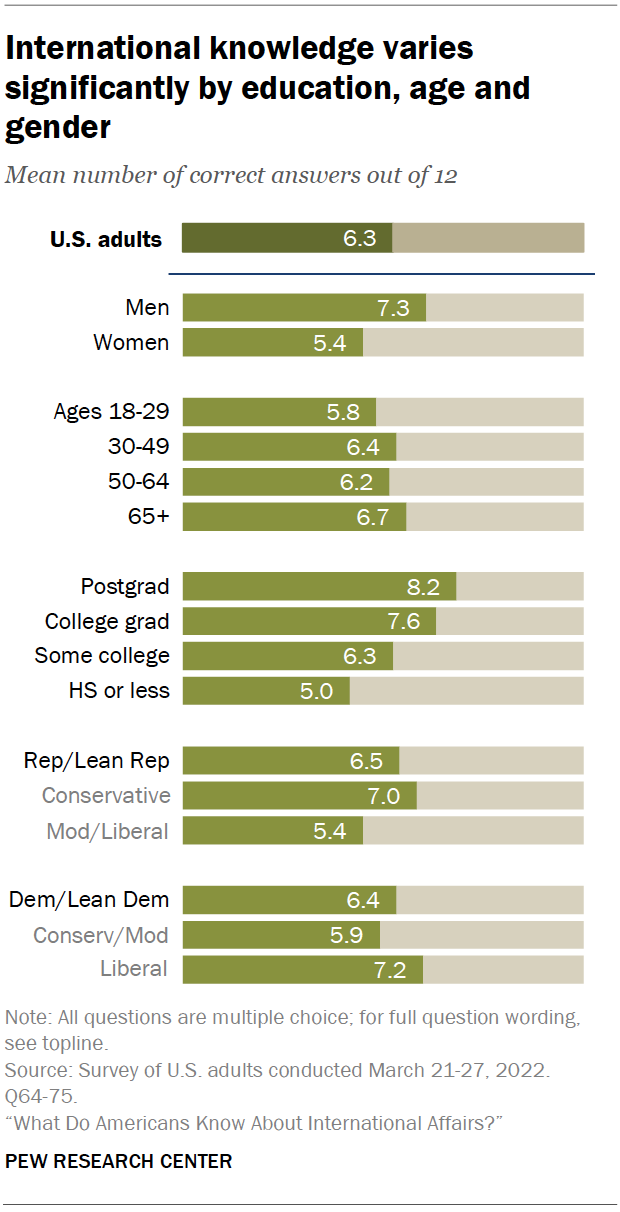 International knowledge varies
significantly by education, age and
gender
Mean number of correct answers out of 12
U.S. adults 6.3
Men 7.3
Women 5.4
Ages 18-29 5.8
30-49 6.4
50-64 6.2
65+ 6.7
Postgrad 8.2
College grad 7.6
Some college 6.3
HS or less 5.0
Rep/Lean Rep 6.5
Conservative 7.0
Mod/Liberal 5.4
Dem/Lean Dem 6.4
Conserv/Mod 5.9
Liberal 7.2
Note: All questions are multiple choice; for full question wording,
see topline.
Source: Survey of U.S. adults conducted March 21-27, 2022.
Q64-75.
“What Do Americans Know About International Affairs?”
PEW RESEARCH CENTER